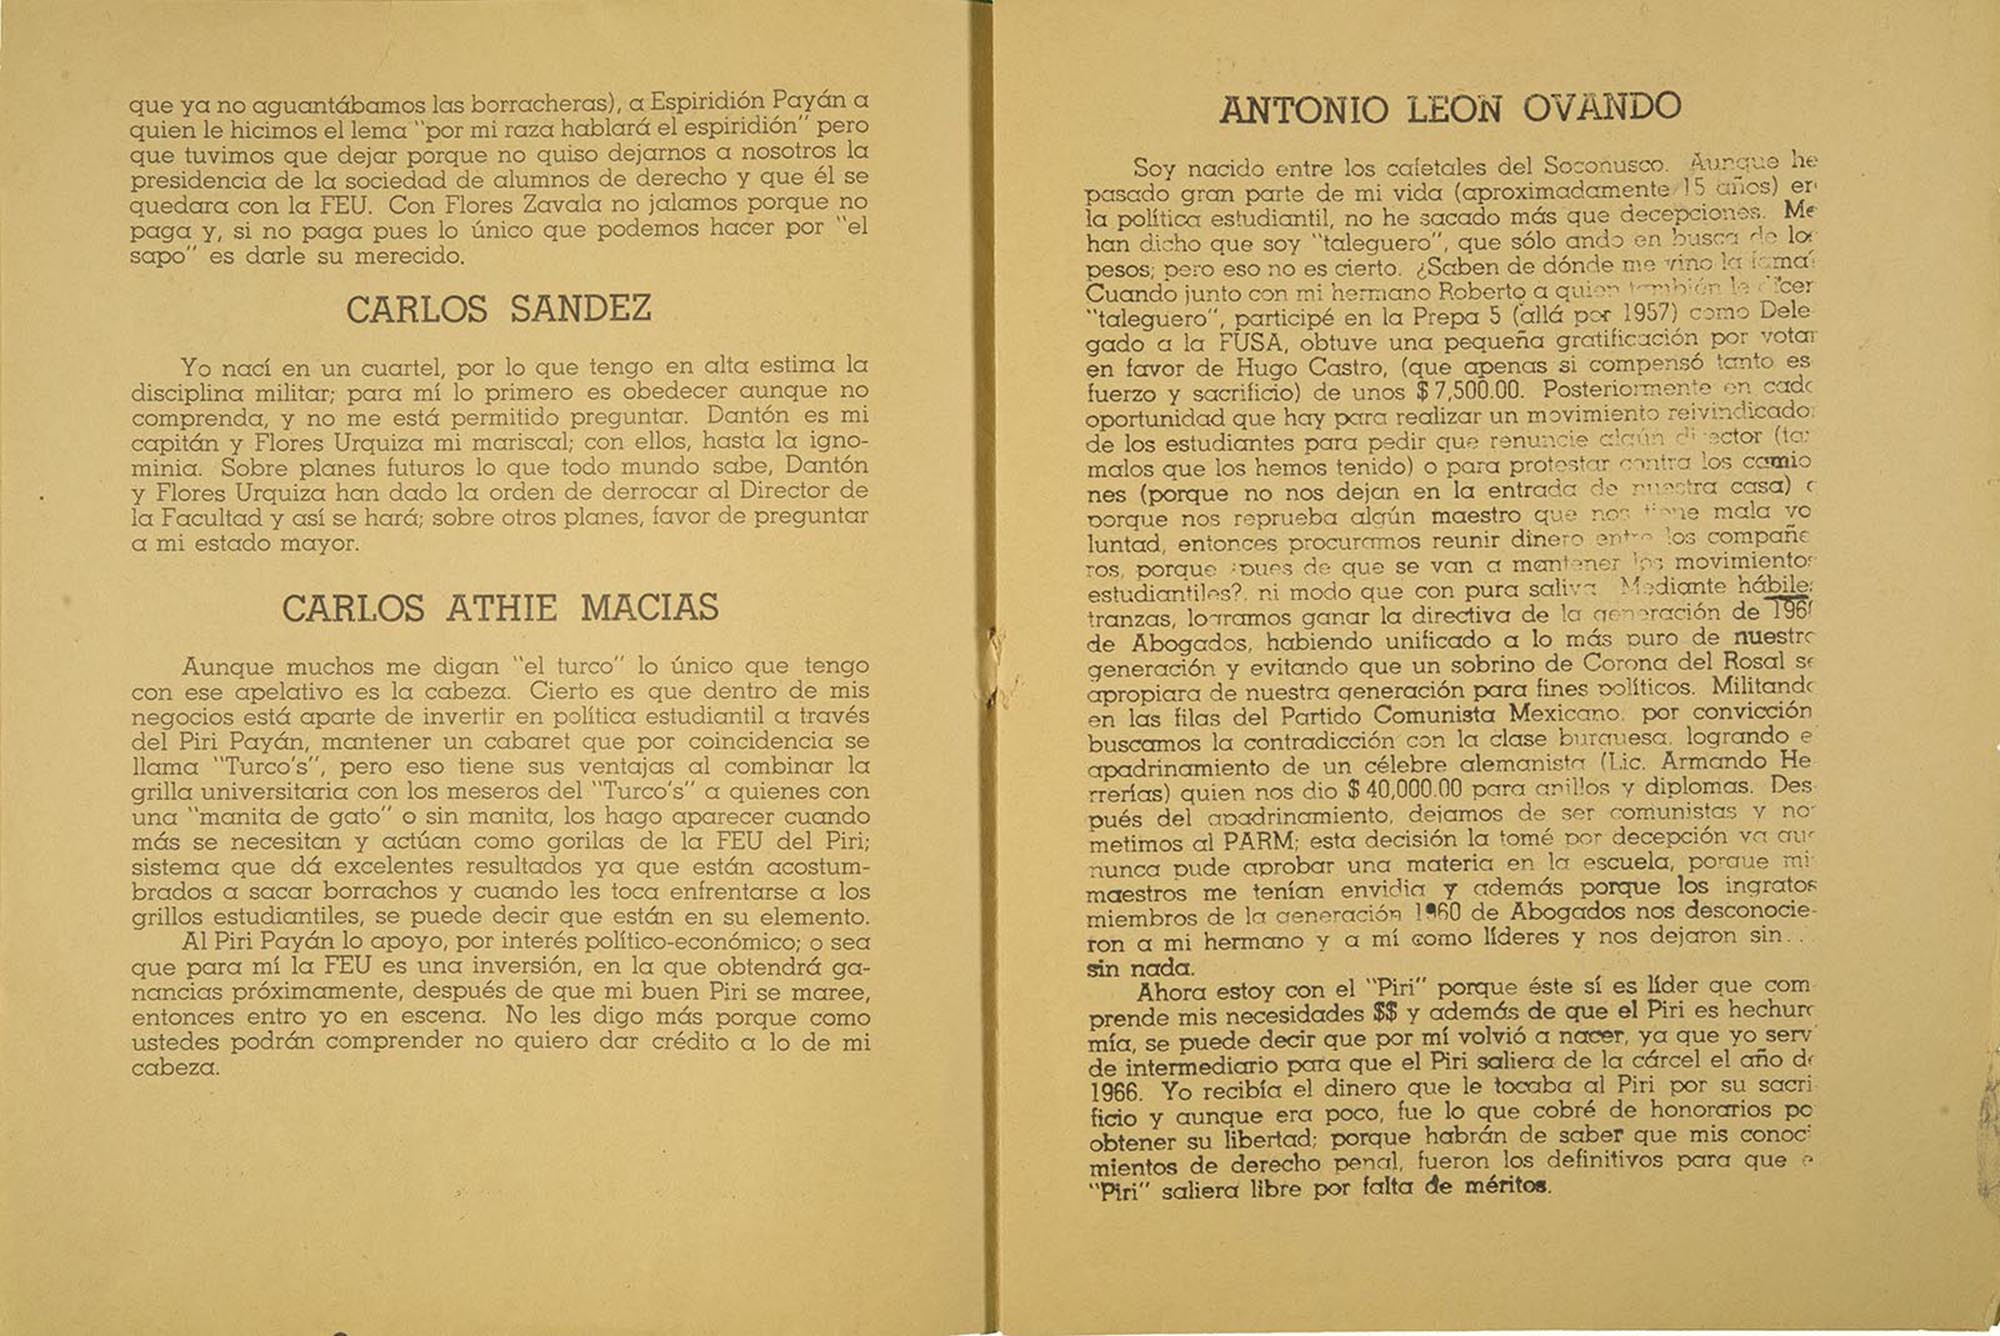 que ya no aguantábamos las borracheras), a Espiridión Payán a
quien le hicimos el lema "por mi raza hablará el espiridión" pero
que tuvimos que dejar porque no quiso dejarnos a nosotros la
presidencia de la sociedad de alumnos de derecho y que él se
quedara con la FEU. Con Flores Zavala no jalamos porque no
paga y, si no paga pues lo único que podemos hacer por "el
sapo" es darle su merecido.
CARLOS SANDEZ
Yo nací en un cuartel, por lo que tengo en alta estima la
disciplina militar; para mí lo primero es obedecer aunque no
comprenda, y no me está permitido preguntar. Dantón es mi
capitán y Flores Urquiza mi mariscal; con ellos, hasta la igno-
minia. Sobre planes futuros lo que todo mundo sabe, Dantón
y Flores Urquiza han dado la orden de derrocar al Director de
la Facultad y así se hará; sobre otros planes, favor de preguntar
a mi estado mayor.
CARLOS ATHIE MACIAS
Aunque muchos me digan "el turco" lo único que tengo
con ese apelativo es la cabeza. Cierto es que dentro de mis
negocios está aparte de invertir en política estudiantil a través
del Piri Payán, mantener un cabaret que por coincidencia se
llama "Turco's", pero eso tiene sus ventajas al combinar la
grilla universitaria con los meseros del "Turco's" a quienes con
una "manita de gato" o sin manita, los hago aparecer cuando
más se necesitan y actúan como gorilas de la FEU del Piri;
sistema que dá excelentes resultados ya que están acostum-
brados a sacar borrachos y cuando les toca enfrentarse a los
grillos estudiantiles, se puede decir que están en su elemento.
Al Piri Payán lo apoyo, por interés político-económico; o sea
que para mí la FEU es una inversión, en la que obtendrá ga-
nancias próximamente, después de que mi buen Piri se maree,
entonces entro yo en escena. No les digo más porque como
ustedes podrán comprender no quiero dar crédito a lo de mi
cabeza.
ANTONIO LEON OVANDO
Soy nacido entre los cafetales del Soconusco. Aunque he
pasado gran parte de mi vida (aproximadamente 15 años) en
la política estudiantil, no he sacado más que decepciones. Me
han dicho que soy "taleguero", que sólo ando en busca de los
pesos; pero eso no es cierto. ¿Saben de dónde me vino la fama?
Cuando junto con mi hermano Roberto a quien también le dicen
"taleguero", participé en la Prepa 5 (allá por 1957) como Dele
gado a la FUSA, obtuve una pequeña gratificación por votar
en favor de Hugo Castro, (que apenas si compensó tanto es
fuerzo y sacrificio) de unos $ 7,500.00. Posteriormente en cada
oportunidad que hay para realizar un movimiento reivindicador
de los estudiantes para pedir que renuncie algún director (tan
malos que los hemos tenido) o para protestar contra los camio
nes (porque no nos dejan en la entrada de nuestra casa) o
porque nos reprueba algún maestro que nos tiene mala vo
luntad, entonces procuramos reunir dinero entre los compañe
ros, porque ¿pues de que se van a mantener los movimientos
estudiantiles?, ni modo que con pura saliva. Mediante hábiles
tranzas, logramos ganar la directiva de la generación de 1960
de Abogados, habiendo unificado a lo más puro de nuestra
generación y evitando que un sobrino de Corona del Rosal se
apropiara de nuestra generación para fines políticos. Militando
en las filas del Partido Comunista Mexicano, por convicción
buscamos la contradicción con la clase burguesa, logrando e
apadrinamiento de un célebre alemanista (Lic. Armando He
rrerías) quien nos dio $ 40,000.00 para anillos y diplomas. Des
pués del apadrinamiento, dejamos de ser comunistas y nos
metimos al PARM; esta decisión la tomé por decepción ya que
nunca pude aprobar una materia en la escuela, porque mis
maestros me tenían envidia y además porque los ingratos
miembros de la generación 1960 de Abogados nos desconocie-
ron a mi hermano y a mí como líderes y nos dejaron sin...
sin nada.
Ahora estoy con el "Piri" porque éste sí es líder que com
prende mis necesidades $$ y además de que el Piri es hechura
mía, se puede decir que por mí volvió a nacer, ya que yo serví
de intermediario para que el Piri saliera de la cárcel el año de
1966. Yo recibía el dinero que le tocaba al Piri por su sacri
ficio y aunque era poco, fue lo que cobré de honorarios po
obtener su libertad; porque habrán de saber que mis conoci
mientos de derecho penal, fueron los definitivos para que e
"Piri" saliera libre por falta de méritos.